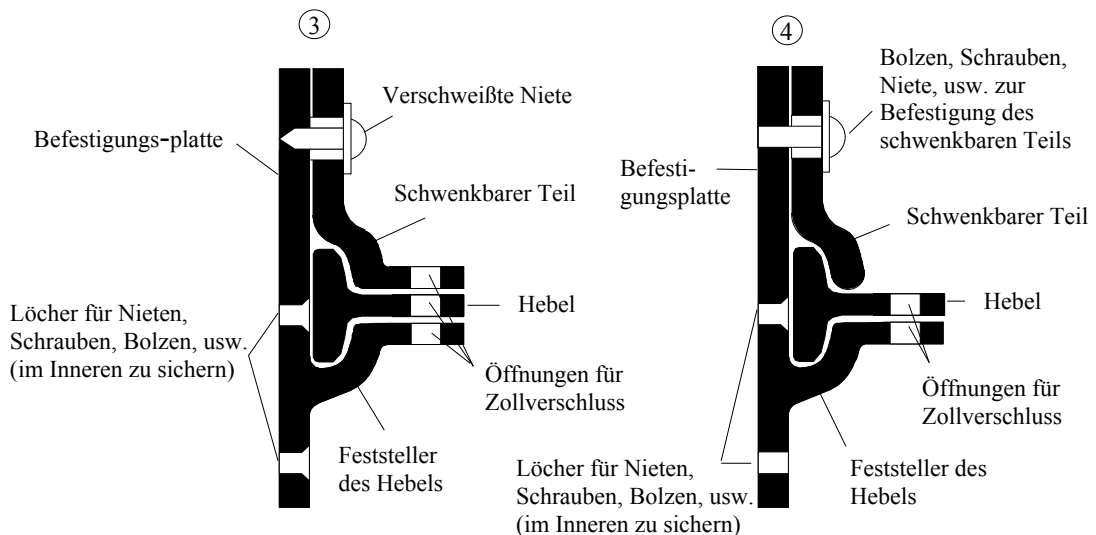 3
Verschweißte Niete
Befestigungs-platte
Schwenkbarer Teil
Hebel
Löcher für Nieten,
Schrauben, Bolzen, usw.
(im Inneren zu sichern)
Öffnungen für
Zollverschluss
Feststeller
des Hebels
4
Bolzen, Schrauben,
Niete, usw. zur
Befestigung des
schwenkbaren Teils
Befesti-
gungsplatte
Schwenkbarer Teil
Hebel
Öffnungen für
Zollverschluss
Löcher für Nieten,
Schrauben, Bolzen, usw.
(im Inneren zu sichern)
Feststeller des
Hebels